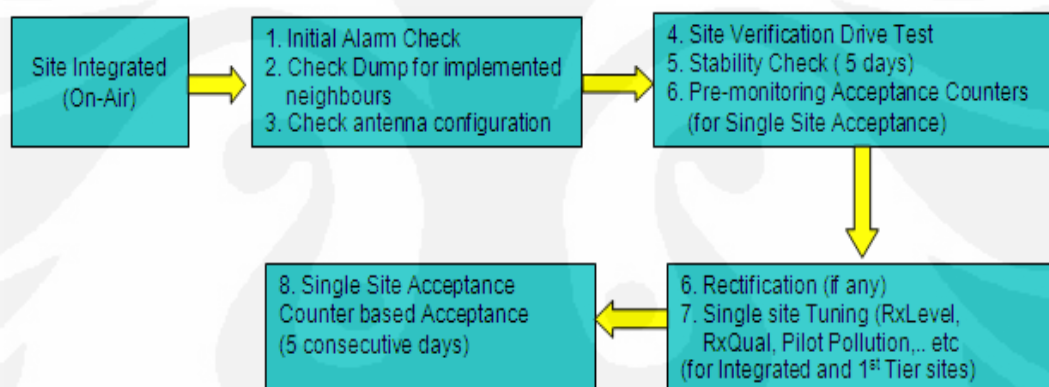 Site Integrated
(On-Air)
1. Initial Alarm Check
2. Check Dump for implemented
neighbours
3. Check antenna configuration
4. Site Verification Drive Test
5. Stability Check ( 5 days)
6. Pre-monitoring Acceptance Counters
(for Single Site Acceptance)
6. Rectification (if any)
7. Single site Tuning (RxLevel,
RxQual, Pilot Pollution,.. etc
(for Integrated and 1st Tier sites)
8. Single Site Acceptance
Counter based Acceptance
(5 consecutive days)